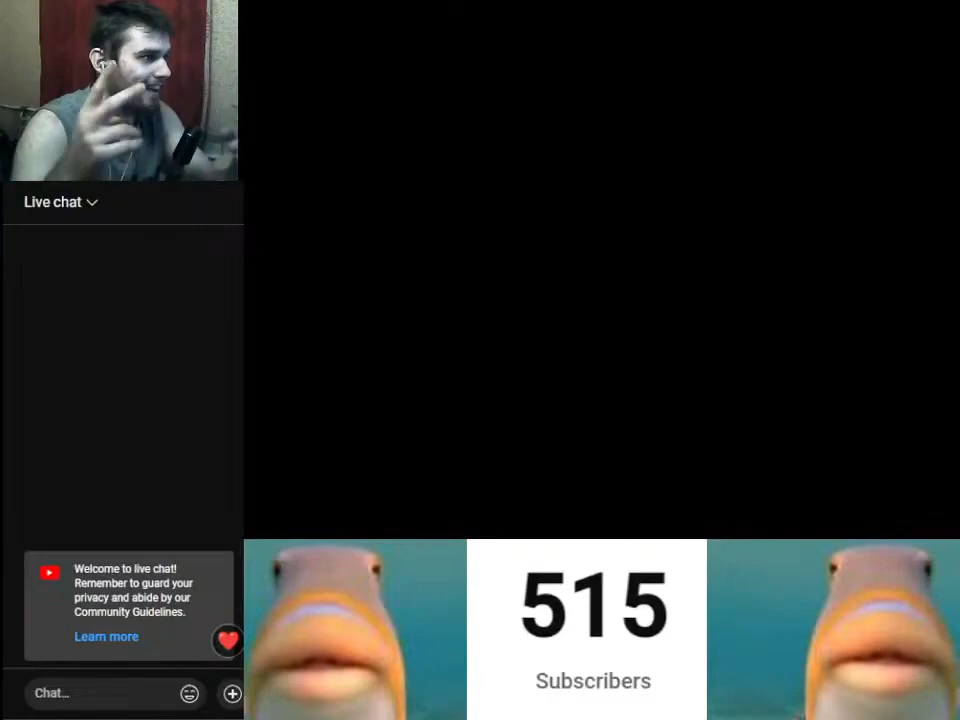 Live chat
Welcome to live chat!
Remember to guard your
privacy and abide by our
Community Guidelines.
Learn more
Chat...
515
Subscribers